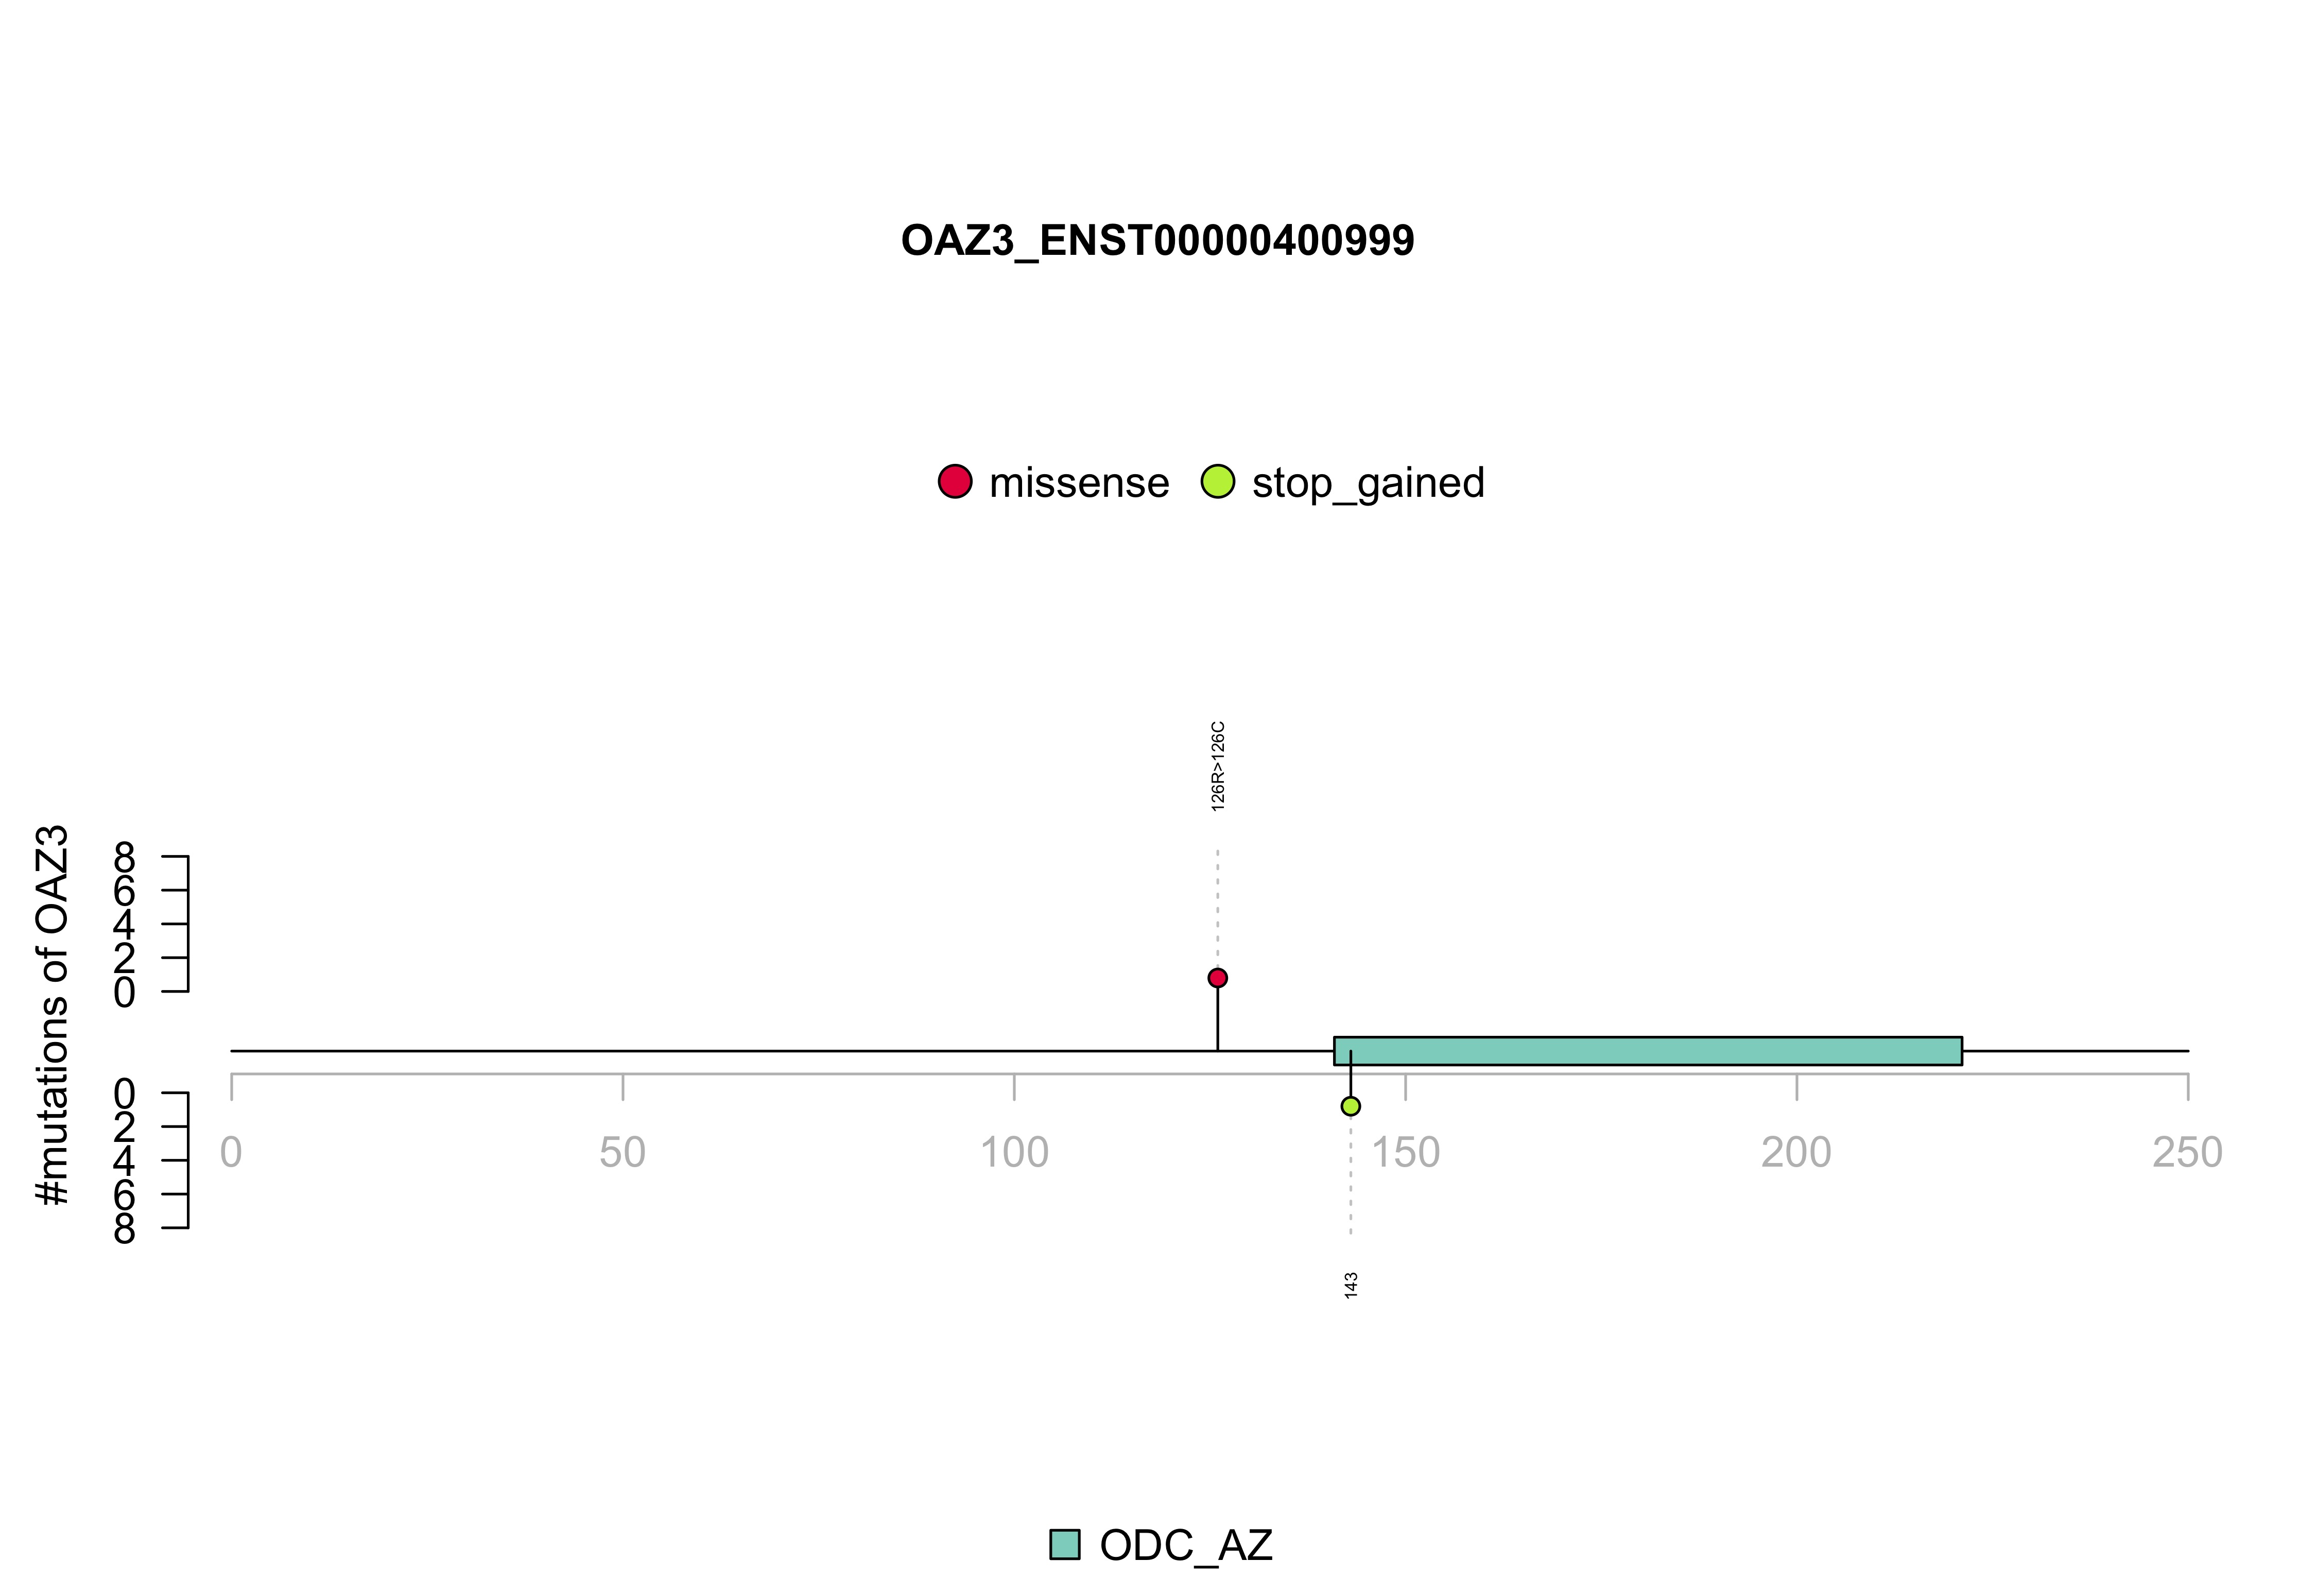 OAZ3_ENST00000400999
missense
stop_gained
126R>126C
#mutations of OAZ3
8
6
4
2
0
0
2
4
6
8
0
50
100
150
200
250
143
ODC_AZ